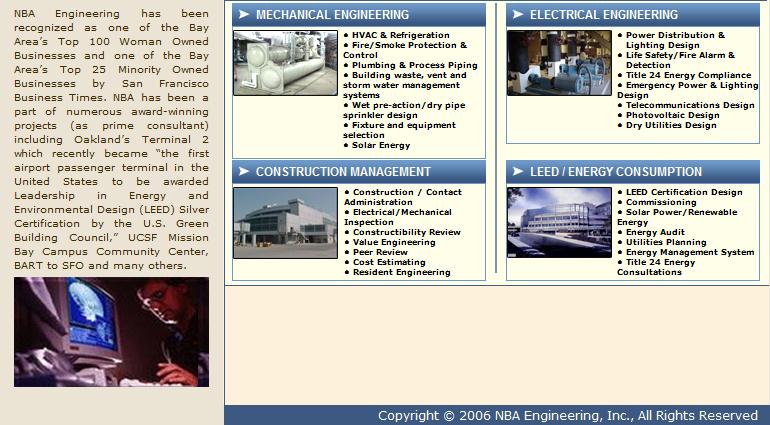 NBA Engineering has been
recognized as one of the Bay
Area's Top 100 Woman Owned
Businesses and one of the Bay
Area's Top 25 Minority Owned
Businesses by San Francisco
Business Times. NBA has been a
part of numerous award-winning
projects (as prime consultant)
including Oakland's Terminal 2
which recently became "the first
airport passenger terminal in the
United States to be awarded
Leadership in Energy and
Environmental Design (LEED) Silver
Certification by the U.S. Green
Building Council," UCSF Mission
Bay Campus Community Center,
BART to SFO and many others.
MECHANICAL ENGINEERING
• HVAC & Refrigeration
• Fire/Smoke Protection &
Control
• Plumbing & Process Piping
• Building waste, vent and
storm water management
systems
• Wet pre-action/dry pipe
sprinkler design
• Fixture and equipment
selection
• Solar Energy
ELECTRICAL ENGINEERING
• Power Distribution &
Lighting Design
• Life Safety/Fire Alarm &
Detection
• Title 24 Energy Compliance
• Emergency Power & Lighting
Design
• Telecommunications Design
• Photovoltaic Design
• Dry Utilities Design
CONSTRUCTION MANAGEMENT
• Construction / Contact
Administration
• Electrical/Mechanical
Inspection
• Constructibility Review
• Value Engineering
• Peer Review
• Cost Estimating
• Resident Engineering
LEED / ENERGY CONSUMPTION
• LEED Certification Design
• Commissioning
• Solar Power/Renewable
Energy
• Energy Audit
• Utilities Planning
• Energy Management System
• Title 24 Energy
Consultations
Copyright © 2006 NBA Engineering, Inc., All Rights Reserved